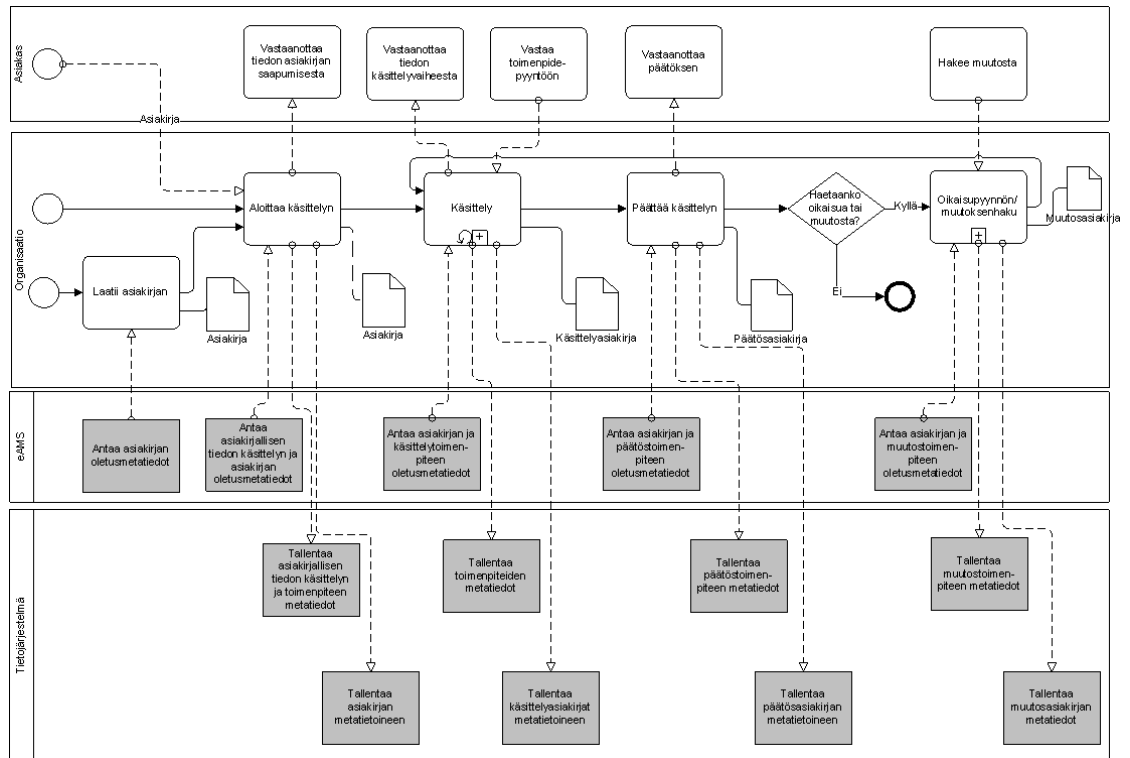 Asiakas
Vastaanottaa
tiedon asiakirjan
saapumisesta
Vastaanottaa
tiedon
käsittelyvaiheesta
Vastaa
toimenpide-
pyyntöön
Vastaanottaa
päätöksen
Hakee muutosta
Asiakirja
Organisaatio
Aloittaa käsittelyn
Käsittely
Päättää käsittelyn
Haetaanko
oikaisua tai
muutosta?
Kyllä
Oikaisupyynnön/
muutoksenhaku
Muutosasiakirja
Laatii asiakirjan
Asiakirja
Asiakirja
Käsittelyasiakirja
Päätösasiakirja
Ei
eAMS
Antaa asiakirjan
oletusmetatiedot
Antaa
asiakirjallisen
tiedon käsittelyn ja
asiakirjan
oletusmetatiedot
Antaa asiakirjan ja
käsittelytoimen-
piteen
oletusmetatiedot
Antaa asiakirjan ja
päätöstoimen-
piteen
oletusmetatiedot
Antaa asiakirjan ja
muutostoimen-
piteen
oletusmetatiedot
Tietojärjestelmä
Tallentaa
asiakirjallisen
tiedon käsittelyn
ja toimenpiteen
metatiedot
Tallentaa
toimenpiteiden
metatiedot
Tallentaa
päätöstoimen-
piteen metatiedot
Tallentaa
muutostoimen-
piteen metatiedot
Tallentaa
asiakirjan
metatietoineen
Tallentaa
käsittelyasiakirjat
metatietoineen
Tallentaa
päätösasiakirjan
metatietoineen
Tallentaa
muutosasiakirjan
metatiedot